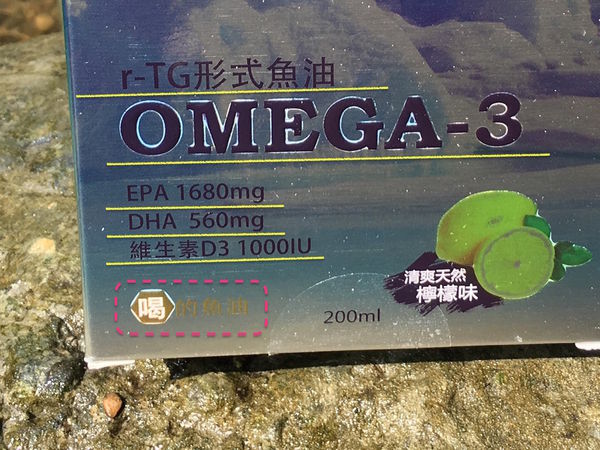 r-TG形式魚油
OMEGA-3
EPA 1680mg
DHA 560mg
維生素D3 1000IU
喝的魚油
200ml
清爽天然
檸檬味